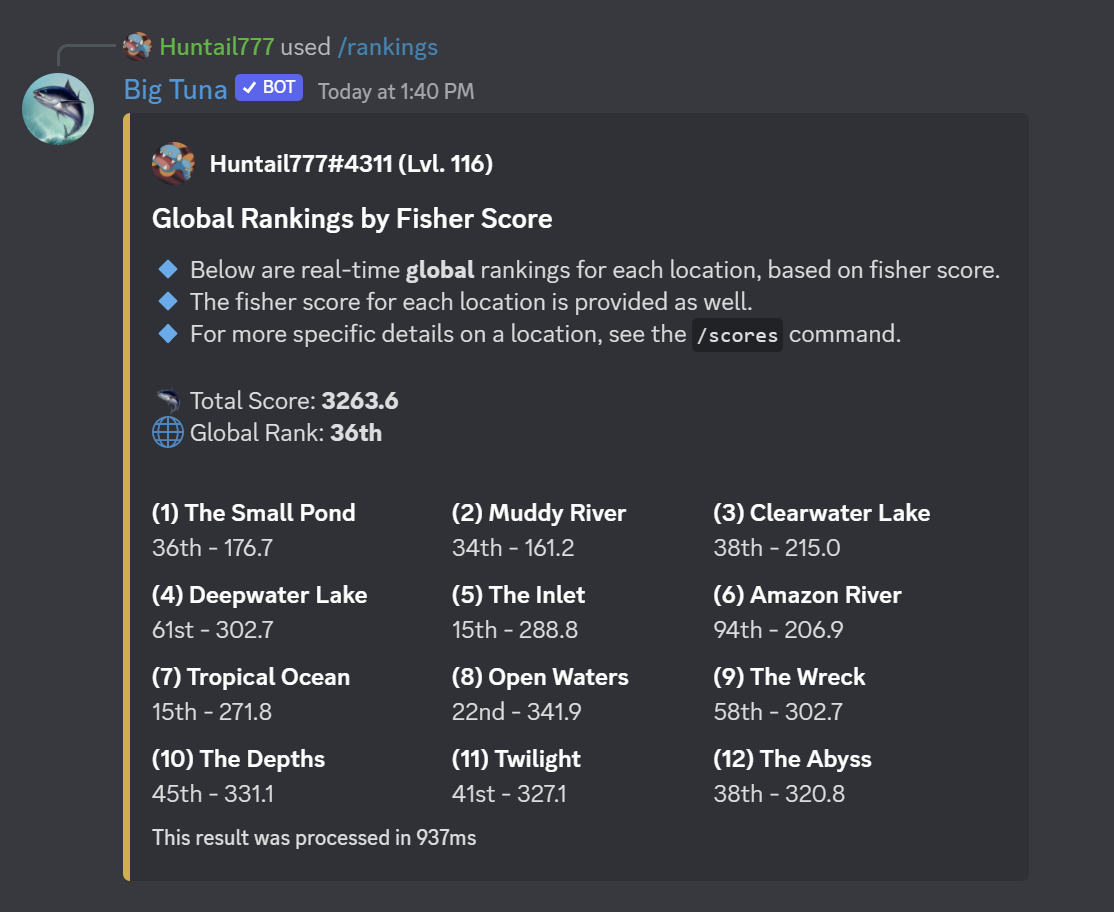 Huntail777 used /rankings
Big Tuna ✓ BOT Today at 1:40 PM
Huntail777#4311 (Lvl. 116)
Global Rankings by Fisher Score
Below are real-time global rankings for each location, based on fisher score.
The fisher score for each location is provided as well.
For more specific details on a location, see the /scores command.
Total Score: 3263.6
Global Rank: 36th
(1) The Small Pond (2) Muddy River (3) Clearwater Lake
36th - 176.7 34th - 161.2 38th - 215.0
(4) Deepwater Lake (5) The Inlet (6) Amazon River
61st - 302.7 15th - 288.8 94th - 206.9
(7) Tropical Ocean (8) Open Waters (9) The Wreck
15th - 271.8 22nd - 341.9 58th - 302.7
(10) The Depths (11) Twilight (12) The Abyss
45th - 331.1 41st - 327.1 38th - 320.8
This result was processed in 937ms